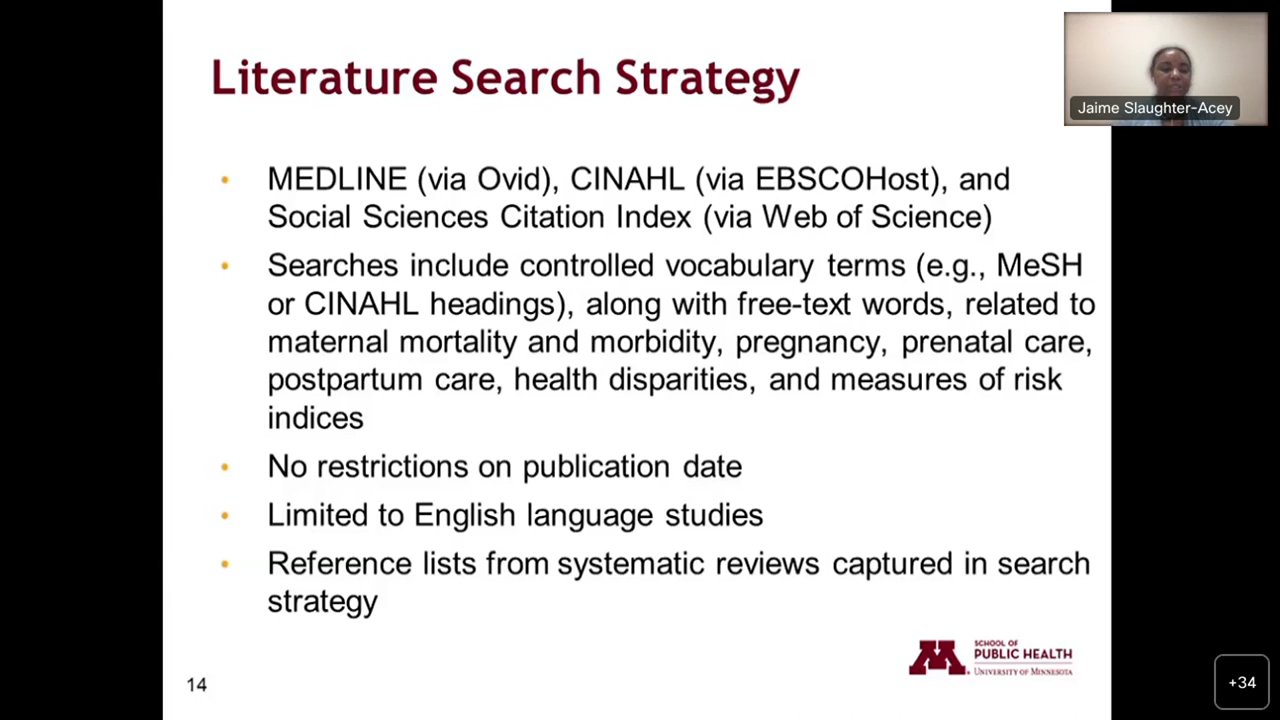 Literature Search Strategy
Jaime Slaughter-Acey
• MEDLINE (via Ovid), CINAHL (via EBSCOHost), and
Social Sciences Citation Index (via Web of Science)
• Searches include controlled vocabulary terms (e.g., MeSH
or CINAHL headings), along with free-text words, related to
maternal mortality and morbidity, pregnancy, prenatal care,
postpartum care, health disparities, and measures of risk
indices
• No restrictions on publication date
• Limited to English language studies
• Reference lists from systematic reviews captured in search
strategy
M
SCHOOL OF
PUBLIC HEALTH
UNIVERSITY OF MINNESOTA
14
+34